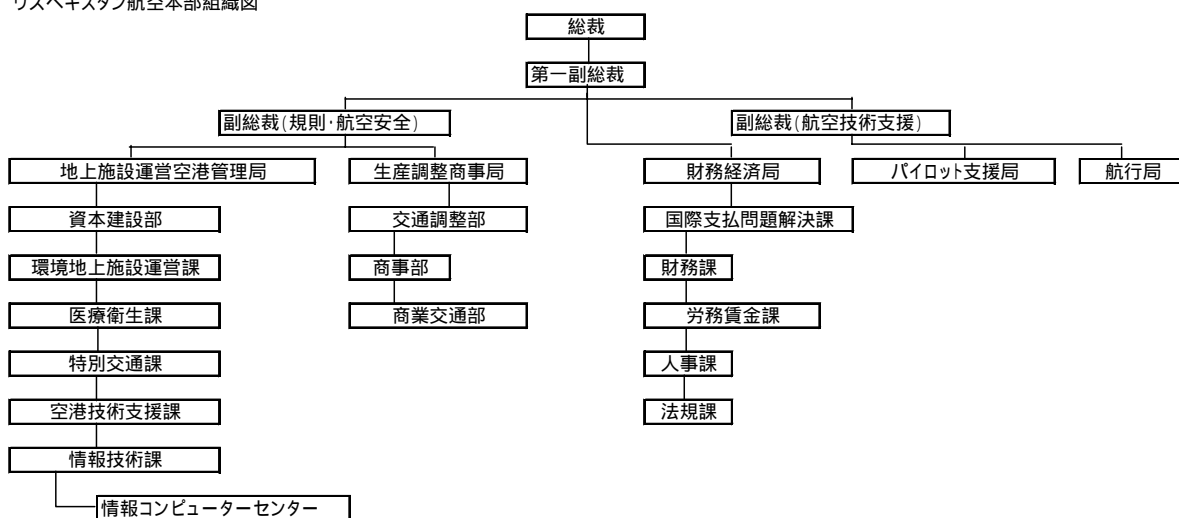 ウズベキスタン航空本部組織図
総裁
第一副総裁
副総裁(規則・航空安全)
副総裁(航空技術支援)
地上施設運営空港管理局
生産調整商事局
財務経済局
パイロット支援局
航行局
資本建設部
交通調整部
国際支払問題解決課
環境地上施設運営課
商事部
財務課
医療衛生課
商業交通部
労務賃金課
特別交通課
人事課
空港技術支援課
法規課
情報技術課
情報コンピューターセンター